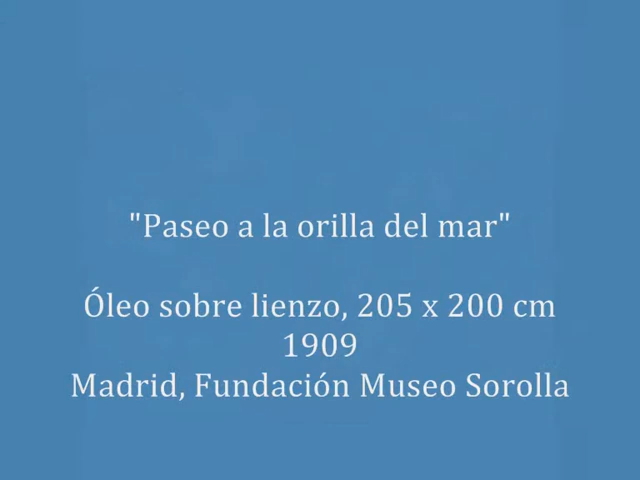 "Paseo a la orilla del mar"
Óleo sobre lienzo, 205 x 200 cm
1909
Madrid, Fundación Museo Sorolla